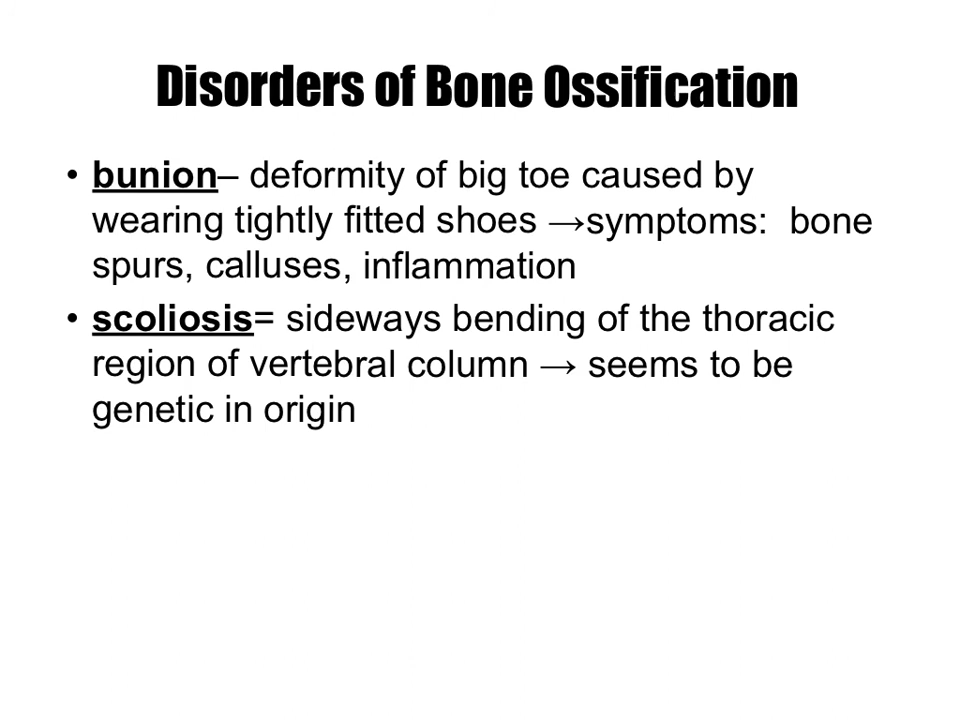 Disorders of Bone Ossification
• bunion– deformity of big toe caused by
wearing tightly fitted shoes →symptoms:  bone
spurs, calluses, inflammation
• scoliosis= sideways bending of the thoracic
region of vertebral column → seems to be
genetic in origin